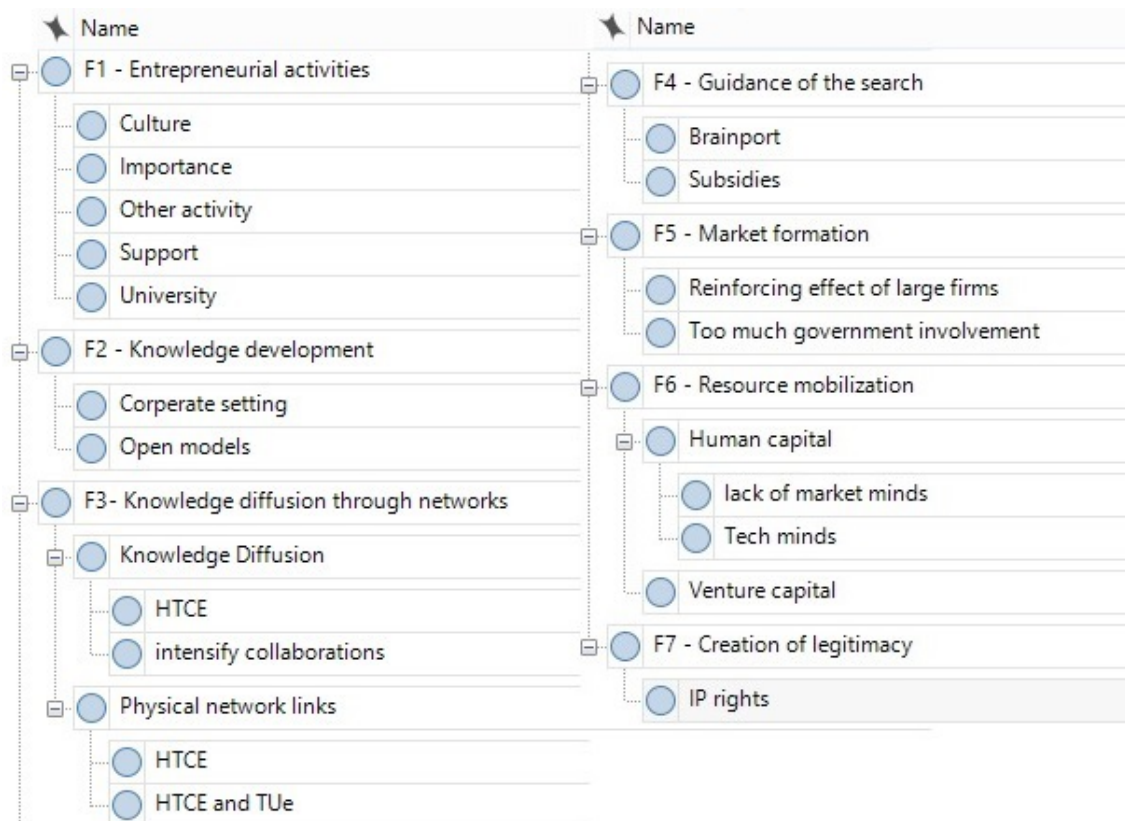 Name
F1 - Entrepreneurial activities
Culture
Importance
Other activity
Support
University
F2 - Knowledge development
Corperate setting
Open models
F3- Knowledge diffusion through networks
Knowledge Diffusion
HTCE
intensify collaborations
Physical network links
HTCE
HTCE and TUe
Name
F4 - Guidance of the search
Brainport
Subsidies
F5 - Market formation
Reinforcing effect of large firms
Too much government involvement
F6 - Resource mobilization
Human capital
lack of market minds
Tech minds
Venture capital
F7 - Creation of legitimacy
IP rights